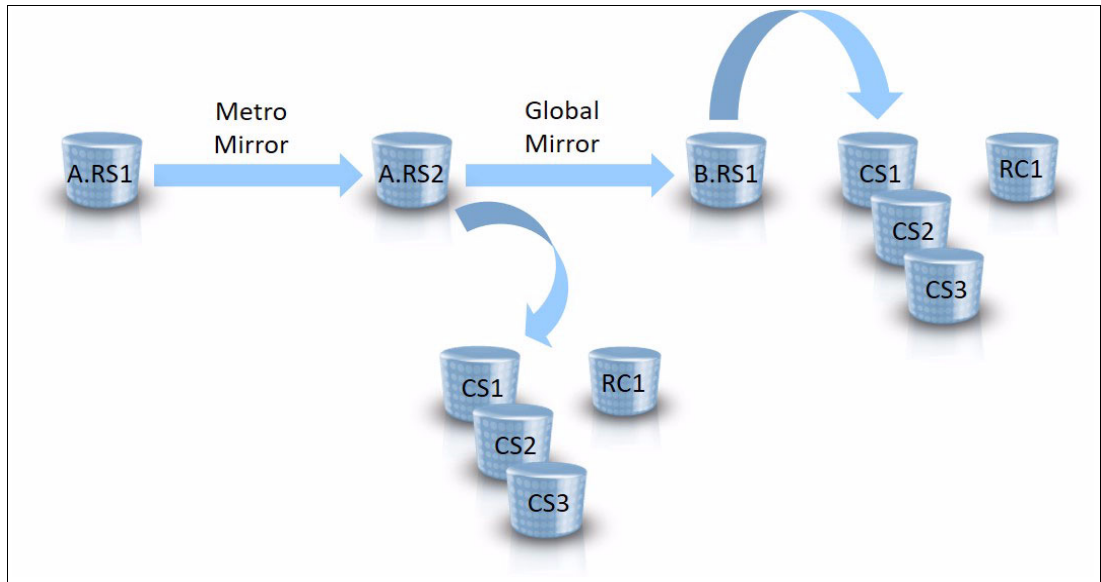 Metro
Mirror
Global
Mirror
A.RS1
A.RS2
B.RS1
CS1
RC1
CS2
CS3
CS1
RC1
CS2
CS3